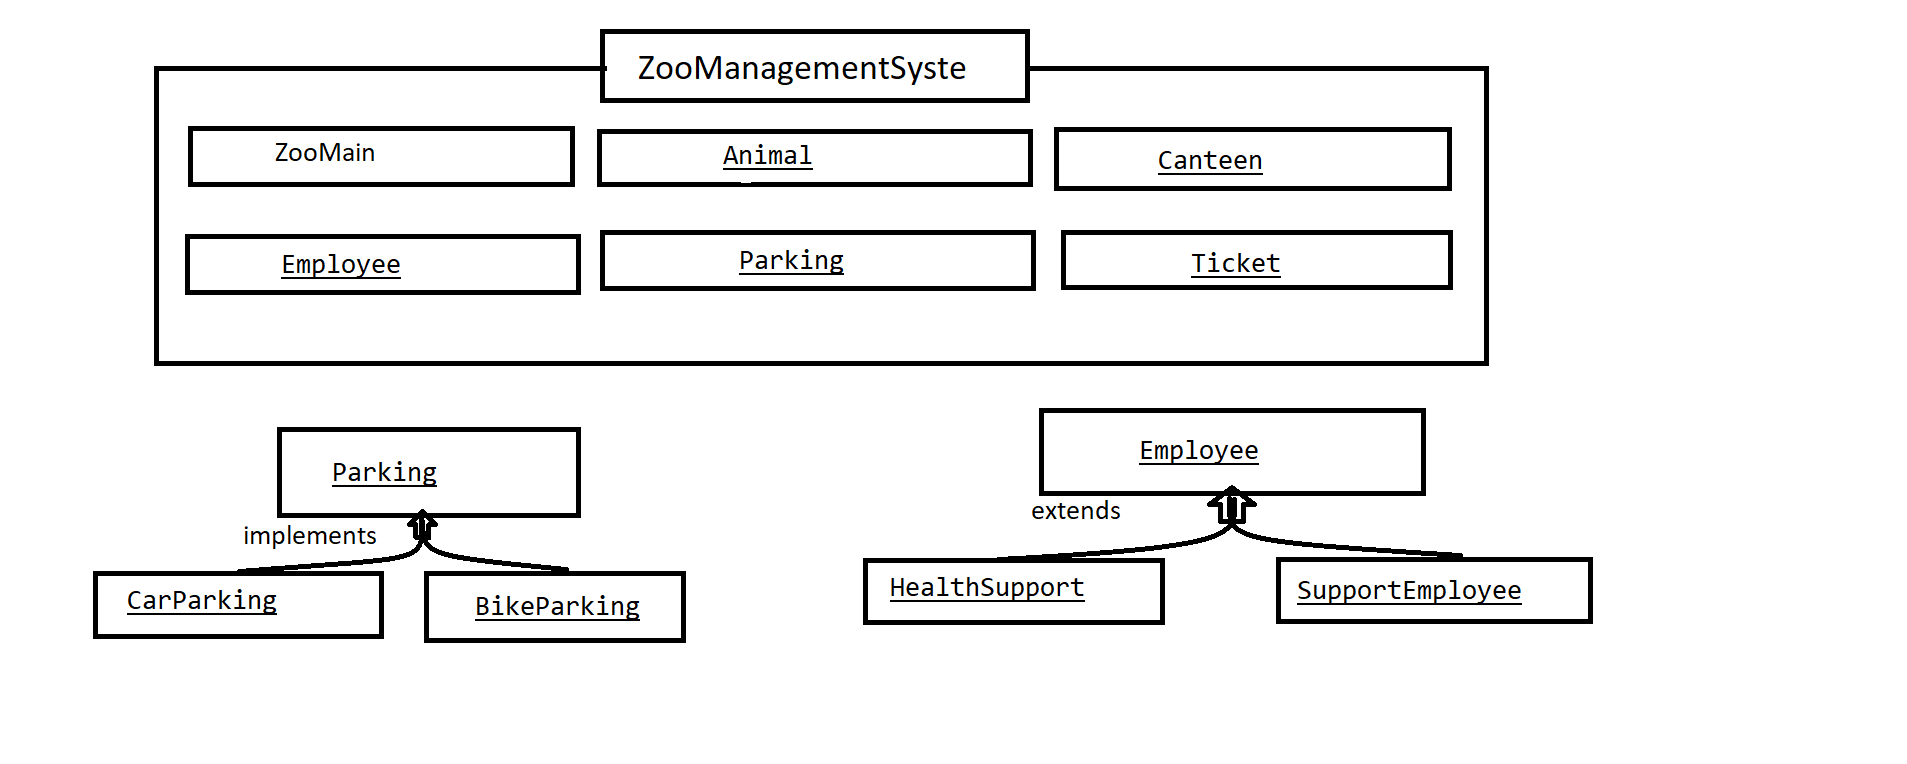 ZooManagementSyste
ZooMain
Animal
Canteen
Employee
Parking
Ticket
Parking
Employee
implements
extends
CarParking
BikeParking
HealthSupport
SupportEmployee